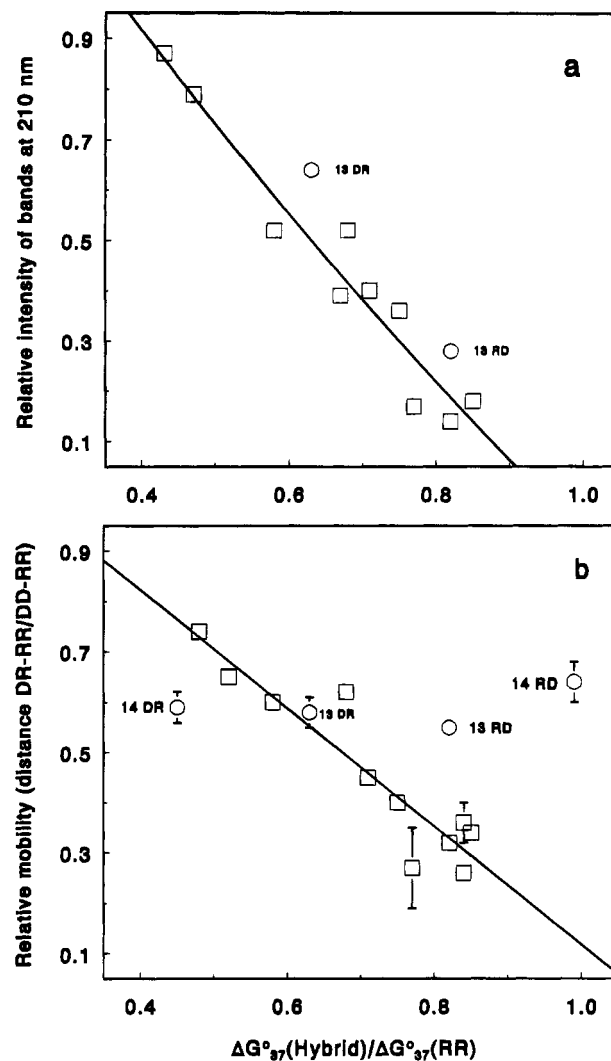 a
Relative intensity of bands at 210 nm
0.9
0.7
0.5
0.3
0.1
13 DR
13 RD
0.4 0.6 0.8 1.0
b
Relative mobility (distance DR-RR/DD-RR)
0.9
0.7
0.5
0.3
0.1
14 DR
13 DR
13 RD
14 RD
0.4 0.6 0.8 1.0
ΔG°37(Hybrid)/ΔG°37(RR)